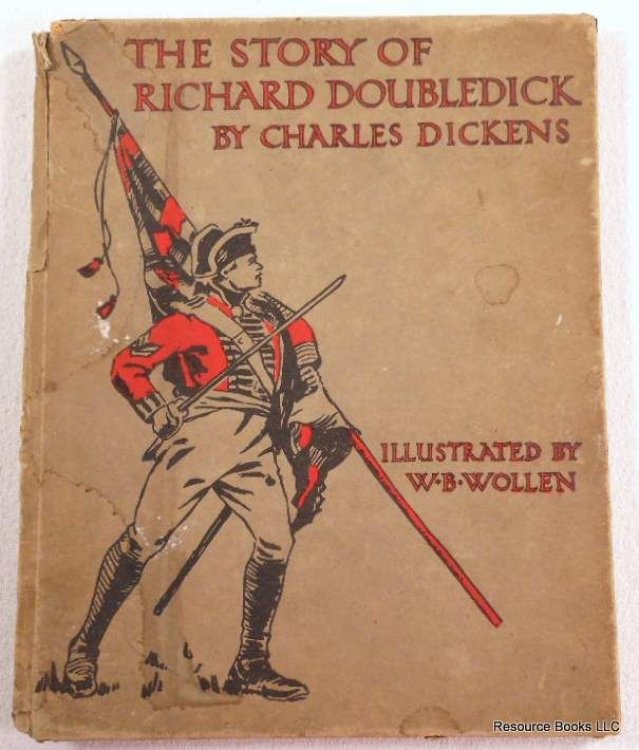 THE STORY OF
RICHARD DOUBLEDICK
BY CHARLES DICKENS
ILLUSTRATED BY
W·B·WOLLEN
Resource Books LLC